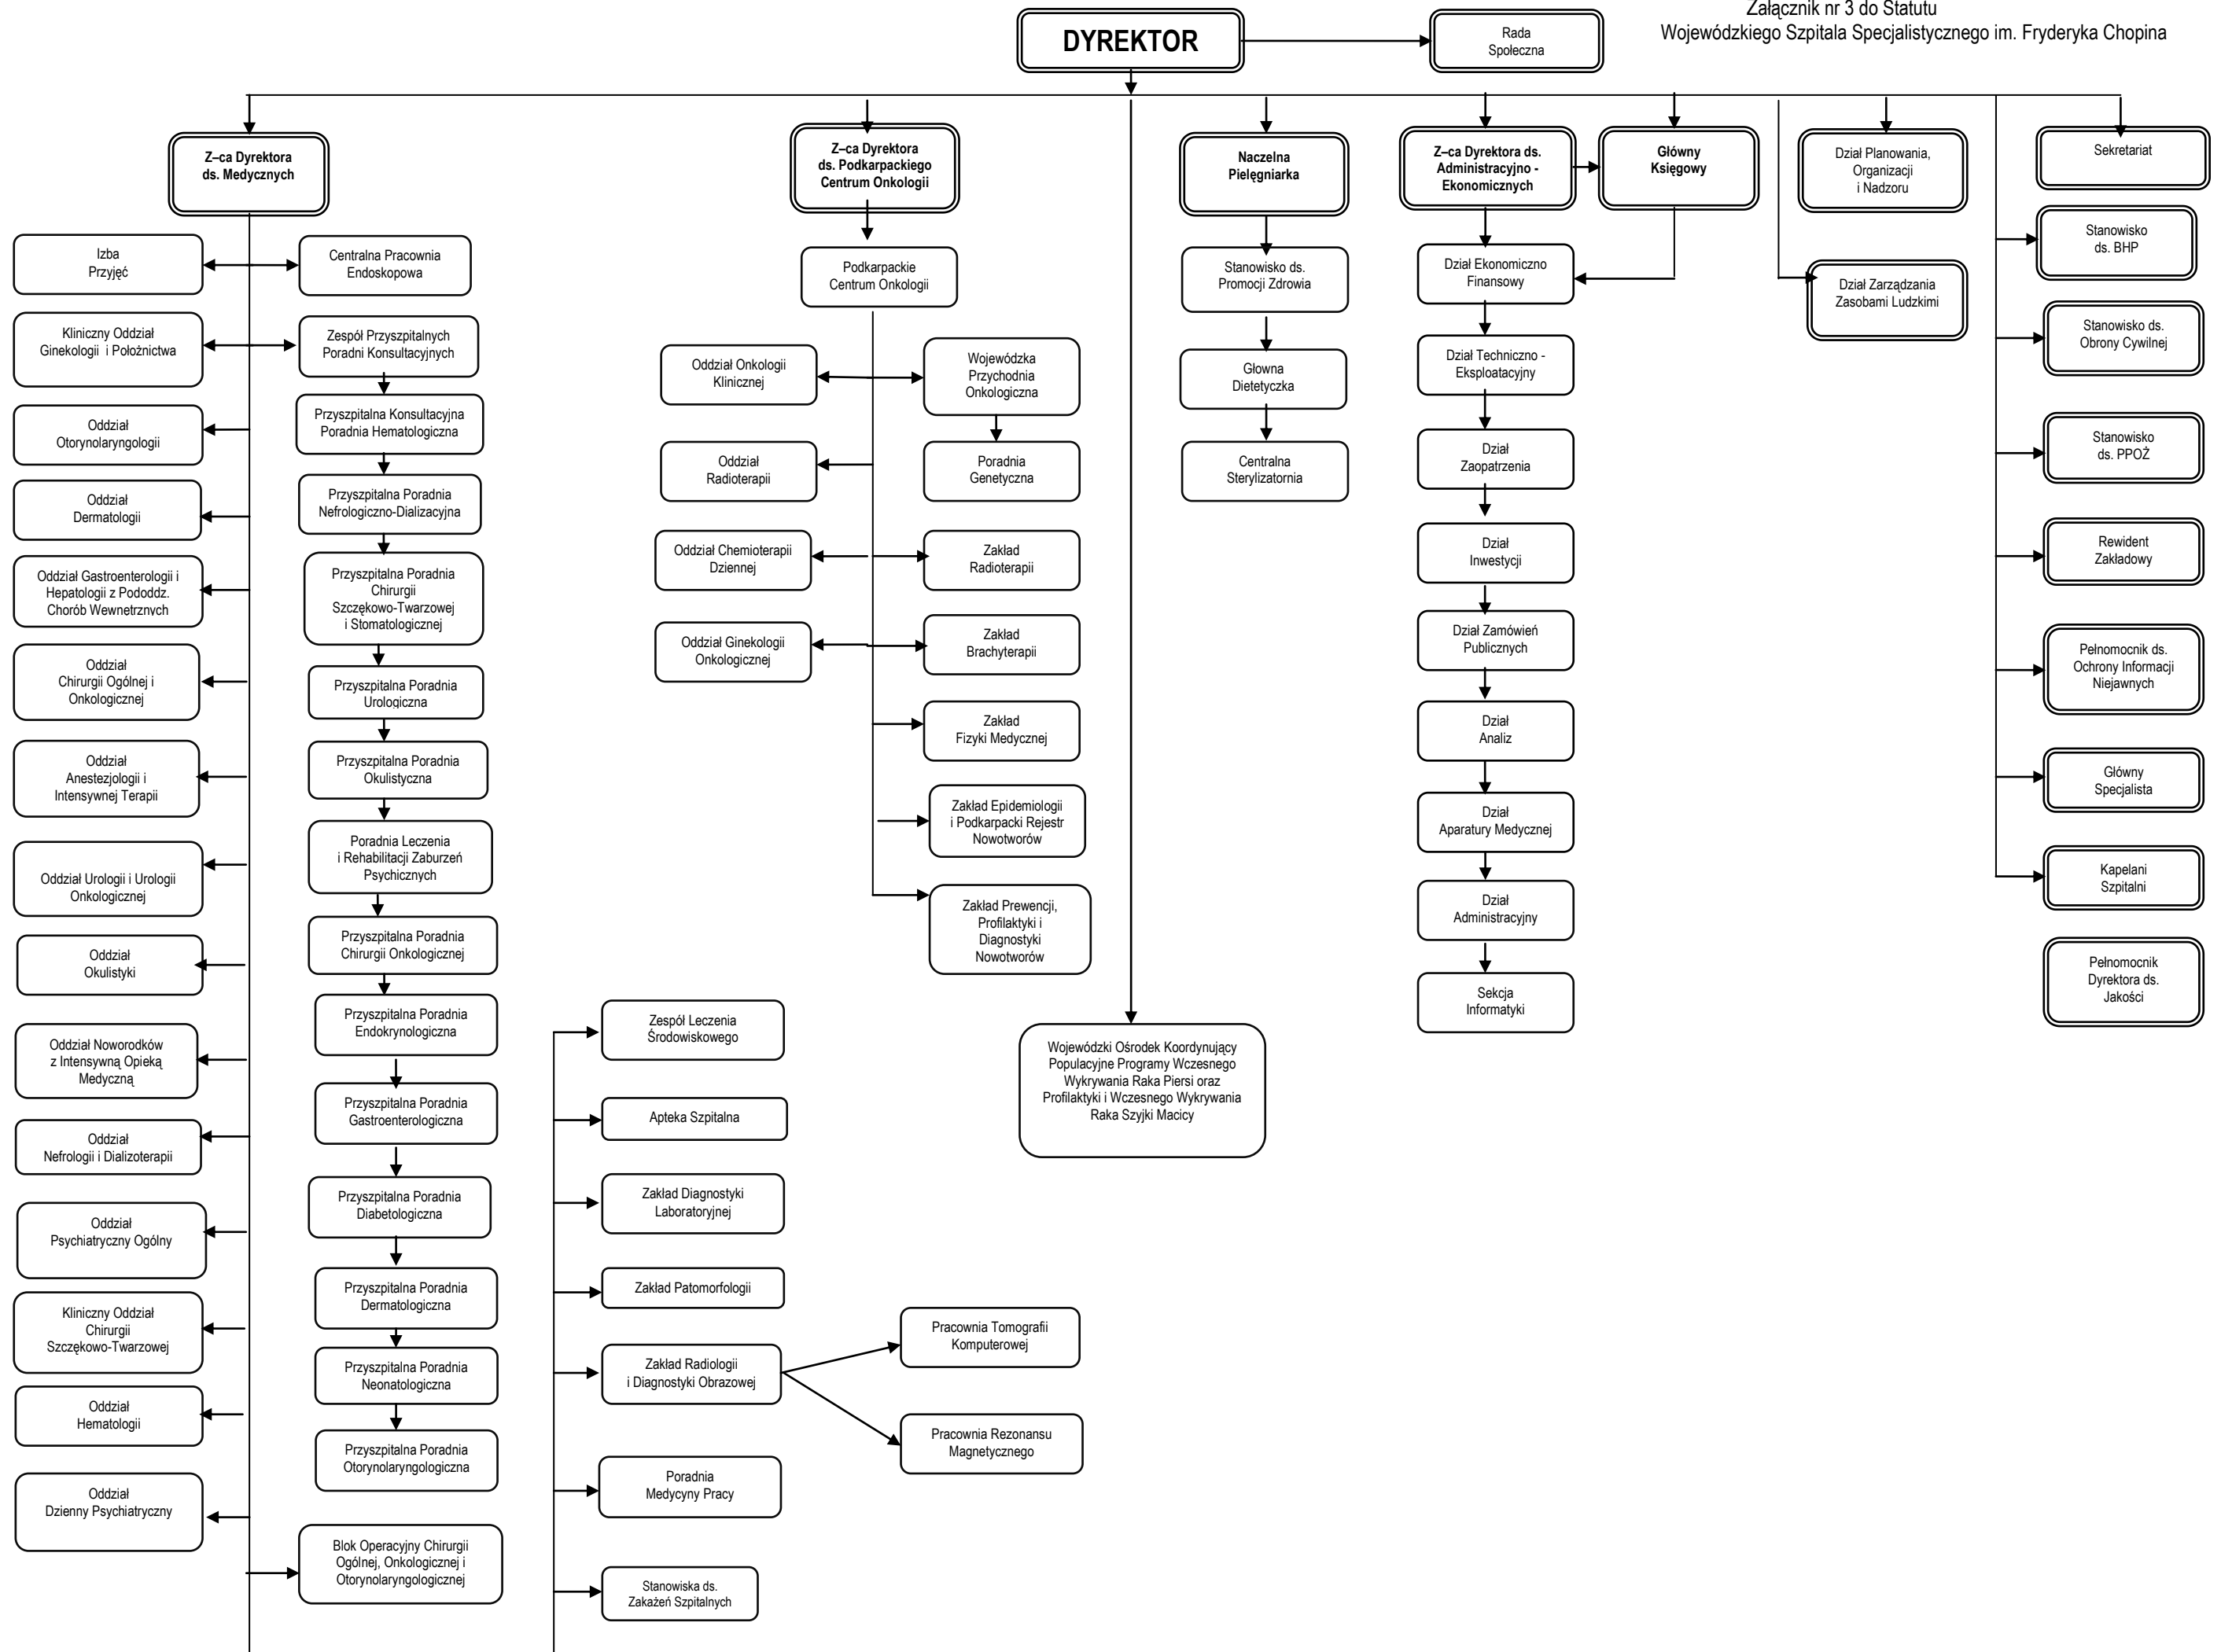 Załącznik nr 3 do Statutu
Wojewódzkiego Szpitala Specjalistycznego im. Fryderyka Chopina
DYREKTOR
Rada
Społeczna
Z–ca Dyrektora
ds. Medycznych
Z–ca Dyrektora
ds. Podkarpackiego
Centrum Onkologii
Naczelna
Pielęgniarka
Z–ca Dyrektora ds.
Administracyjno -
Ekonomicznych
Główny
Księgowy
Dział Planowania,
Organizacji
i Nadzoru
Sekretariat
Izba
Przyjęć
Kliniczny Oddział
Ginekologii i Położnictwa
Oddział
Otorynolaryngologii
Oddział
Dermatologii
Oddział Gastroenterologii i
Hepatologii z Pododdz.
Chorób Wewnętrznych
Oddział
Chirurgii Ogólnej i
Onkologicznej
Oddział
Anestezjologii i
Intensywnej Terapii
Oddział Urologii i Urologii
Onkologicznej
Oddział
Okulistyki
Oddział Noworodków
z Intensywną Opieką
Medyczną
Oddział
Nefrologii i Dializoterapii
Oddział
Psychiatryczny Ogólny
Kliniczny Oddział
Chirurgii
Szczękowo-Twarzowej
Oddział
Hematologii
Oddział
Dzienny Psychiatryczny
Centralna Pracownia
Endoskopowa
Zespół Przyszpitalnych
Poradni Konsultacyjnych
Przyszpitalna Konsultacyjna
Poradnia Hematologiczna
Przyszpitalna Poradnia
Nefrologiczno-Dializacyjna
Przyszpitalna Poradnia
Chirurgii
Szczękowo-Twarzowej
i Stomatologicznej
Przyszpitalna Poradnia
Urologiczna
Przyszpitalna Poradnia
Okulistyczna
Poradnia Leczenia
i Rehabilitacji Zaburzeń
Psychicznych
Przyszpitalna Poradnia
Chirurgii Onkologicznej
Przyszpitalna Poradnia
Endokrynologiczna
Przyszpitalna Poradnia
Gastroenterologiczna
Przyszpitalna Poradnia
Diabetologiczna
Przyszpitalna Poradnia
Dermatologiczna
Przyszpitalna Poradnia
Neonatologiczna
Przyszpitalna Poradnia
Otorynolaryngologiczna
Blok Operacyjny Chirurgii
Ogólnej, Onkologicznej i
Otorynolaryngologicznej
Zespół Leczenia
Środowiskowego
Apteka Szpitalna
Zakład Diagnostyki
Laboratoryjnej
Zakład Patomorfologii
Zakład Radiologii
i Diagnostyki Obrazowej
Poradnia
Medycyny Pracy
Stanowiska ds.
Zakażeń Szpitalnych
Pracownia Tomografii
Komputerowej
Pracownia Rezonansu
Magnetycznego
Podkarpackie
Centrum Onkologii
Oddział Onkologii
Klinicznej
Oddział
Radioterapii
Oddział Chemioterapii
Dziennej
Oddział Ginekologii
Onkologicznej
Wojewódzka
Przychodnia
Onkologiczna
Poradnia
Genetyczna
Zakład
Radioterapii
Zakład
Brachyterapii
Zakład
Fizyki Medycznej
Zakład Epidemiologii
i Podkarpacki Rejestr
Nowotworów
Zakład Prewencji,
Profilaktyki i
Diagnostyki
Nowotworów
Wojewódzki Ośrodek Koordynujący
Populacyjne Programy Wczesnego
Wykrywania Raka Piersi oraz
Profilaktyki i Wczesnego Wykrywania
Raka Szyjki Macicy
Stanowisko ds.
Promocji Zdrowia
Głowna
Dietetyczka
Centralna
Sterylizatornia
Dział Ekonomiczno
Finansowy
Dział Techniczno -
Eksploatacyjny
Dział
Zaopatrzenia
Dział
Inwestycji
Dział Zamówień
Publicznych
Dział
Analiz
Dział
Aparatury Medycznej
Dział
Administracyjny
Sekcja
Informatyki
Dział Zarządzania
Zasobami Ludzkimi
Stanowisko
ds. BHP
Stanowisko ds.
Obrony Cywilnej
Stanowisko
ds. PPOŻ
Rewident
Zakładowy
Pełnomocnik ds.
Ochrony Informacji
Niejawnych
Główny
Specjalista
Kapelani
Szpitalni
Pełnomocnik
Dyrektora ds.
Jakości